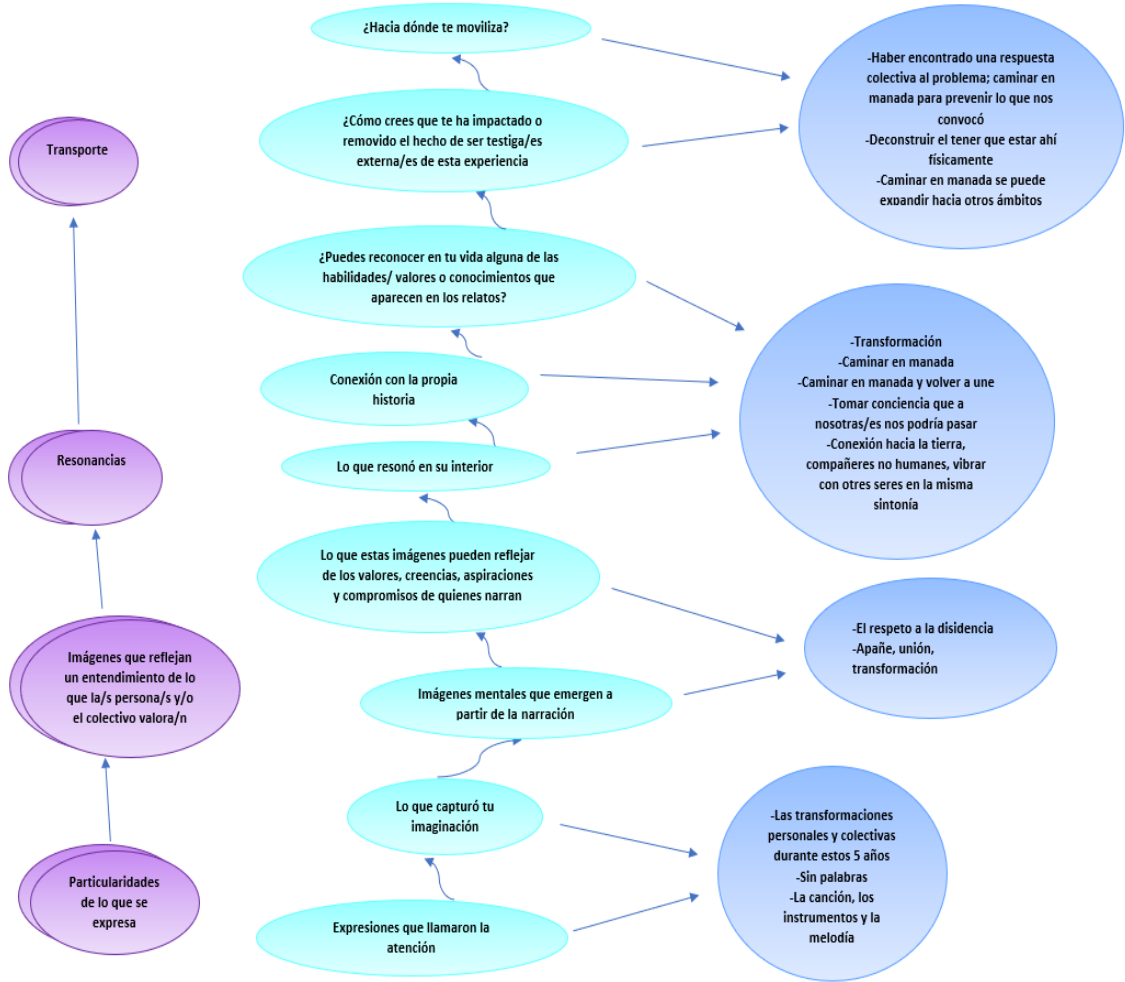 ¿Hacia dónde te moviliza?
-Haber encontrado una respuesta
colectiva al problema; caminar en
manada para prevenir lo que nos
convocó
-Deconstruir el tener que estar ahí
físicamente
-Caminar en manada se puede
expandir hacia otros ámbitos
Transporte
¿Cómo crees que te ha impactado o
removido el hecho de ser testiga/es
externa/es de esta experiencia
¿Puedes reconocer en tu vida alguna de las
habilidades/ valores o conocimientos que
aparecen en los relatos?
-Transformación
-Caminar en manada
-Caminar en manada y volver a une
-Tomar conciencia que a
nosotras/es nos podría pasar
-Conexión hacia la tierra,
compañeres no humanes, vibrar
con otres seres en la misma
sintonía
Conexión con la propia
historia
Resonancias
Lo que resonó en su interior
Lo que estas imágenes pueden reflejar
de los valores, creencias, aspiraciones
y compromisos de quienes narran
-El respeto a la disidencia
-Apañe, unión,
transformación
Imágenes que reflejan
un entendimiento de lo
que la/s persona/s y/o
el colectivo valora/n
Imágenes mentales que emergen a
partir de la narración
Lo que capturó tu
imaginación
-Las transformaciones
personales y colectivas
durante estos 5 años
-Sin palabras
-La canción, los
instrumentos y la
melodía
Particularidades
de lo que se
expresa
Expresiones que llamaron la
atención